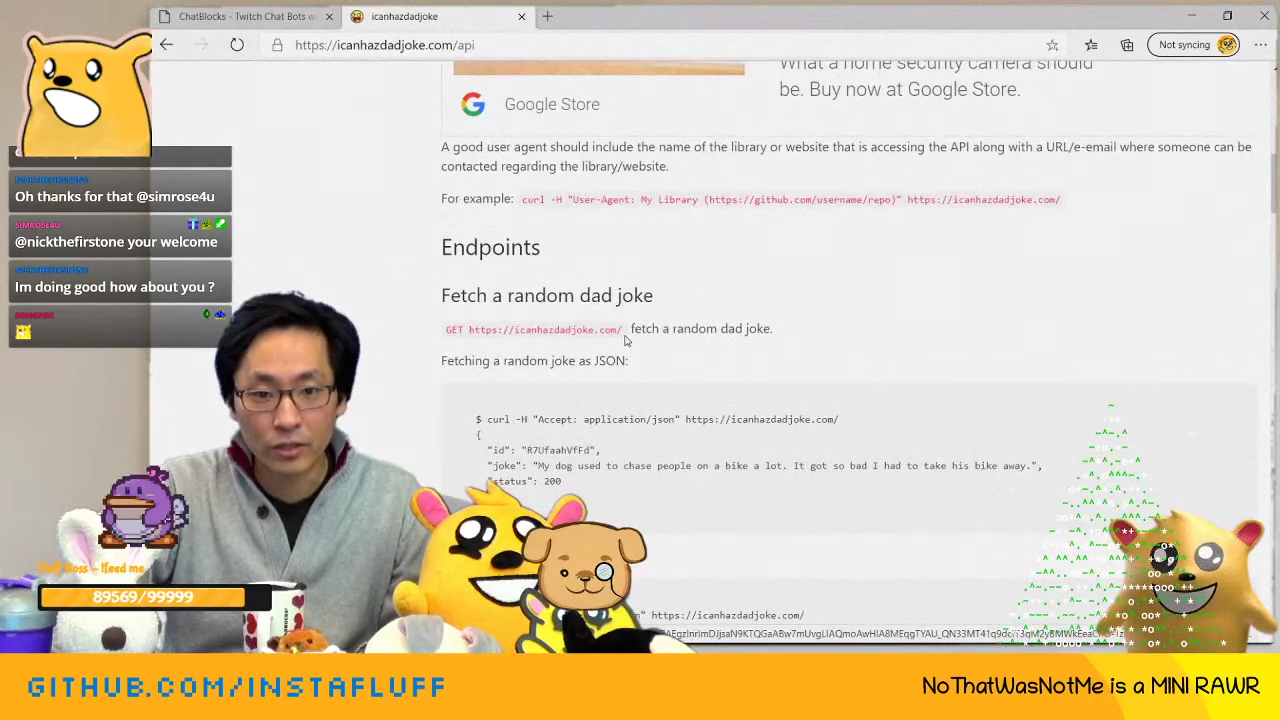 ChatBlocks - Twitch Chat Bots w
icanhazdadjoke
https://icanhazdadjoke.com/api
Not syncing
What a home security camera should
be. Buy now at Google Store.
Google Store
A good user agent should include the name of the library or website that is accessing the API along with a URL/e-email where someone can be
contacted regarding the library/website.
For example: curl -H "User-Agent: My Library (https://github.com/username/repo)" https://icanhazdadjoke.com/
Endpoints
Fetch a random dad joke
GET https://icanhazdadjoke.com/ fetch a random dad joke.
Fetching a random joke as JSON:
$ curl -H "Accept: application/json" https://icanhazdadjoke.com/
{
"id": "R7UfaahVfFd",
"joke": "My dog used to chase people on a bike a lot. It got so bad I had to take his bike away.",
"status": 200
n" https://icanhazdadjoke.com/
NICKTHEFIRSTONE
Oh thanks for that @simrose4u
SIMROSE4U
@nickthefirstone your welcome
NICKTHEFIRSTONE
Im doing good how about you ?
Fluff Boss - !feed me
89569/99999
GITHUB.COM/INSTAFLUFF
NoThatWasNotMe is a MINI RAWR